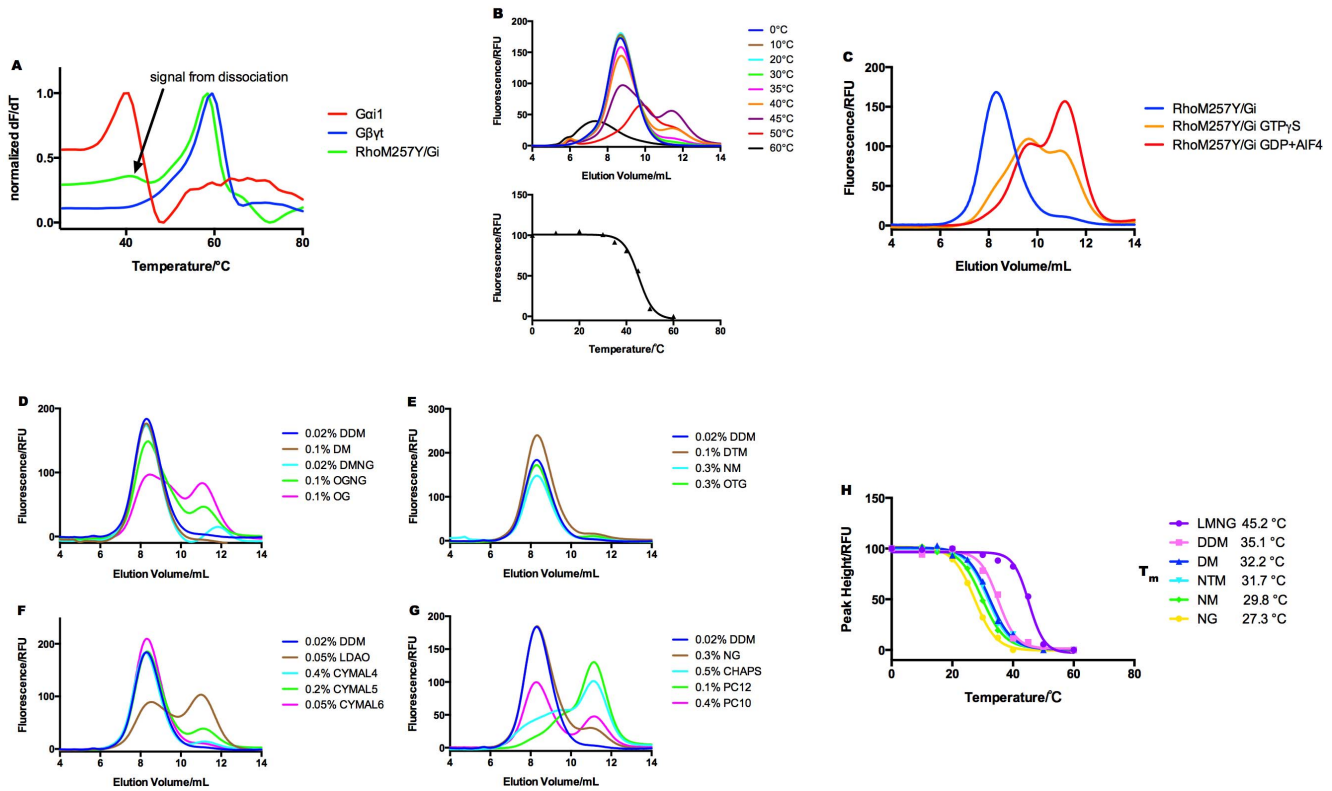 A
signal from dissociation
normalized dF/dT
1.0
0.5
0.0
40
60
80
Temperature/°C
Gαi1
Gβγt
RhoM257Y/Gi
B
Fluorescence/RFU
200
150
100
50
0
4
6
8
10
12
14
Elution Volume/mL
0°C
10°C
20°C
30°C
35°C
40°C
45°C
50°C
60°C
Fluorescence/RFU
150
100
50
0
0
20
40
60
80
Temperature/°C
C
Fluorescence/RFU
200
150
100
50
0
4
6
8
10
12
14
Elution Volume/mL
RhoM257Y/Gi
RhoM257Y/Gi GTPγS
RhoM257Y/Gi GDP+AlF4
D
Fluorescence/RFU
200
100
0
4
6
8
10
12
14
Elution Volume/mL
0.02% DDM
0.1% DM
0.02% DMNG
0.1% OGNG
0.1% OG
E
Fluorescence/RFU
300
200
100
0
4
6
8
10
12
14
Elution Volume/mL
0.02% DDM
0.1% DTM
0.3% NM
0.3% OTG
F
Fluorescence/RFU
200
100
0
4
6
8
10
12
14
Elution Volume/mL
0.02% DDM
0.05% LDAO
0.4% CYMAL4
0.2% CYMAL5
0.05% CYMAL6
G
Fluorescence/RFU
200
100
0
4
6
8
10
12
14
Elution Volume/mL
0.02% DDM
0.3% NG
0.5% CHAPS
0.1% PC12
0.4% PC10
H
Peak Height/RFU
150
100
50
0
0
20
40
60
80
Temperature/°C
Tm
LMNG 45.2 °C
DDM 35.1 °C
DM 32.2 °C
NTM 31.7 °C
NM 29.8 °C
NG 27.3 °C